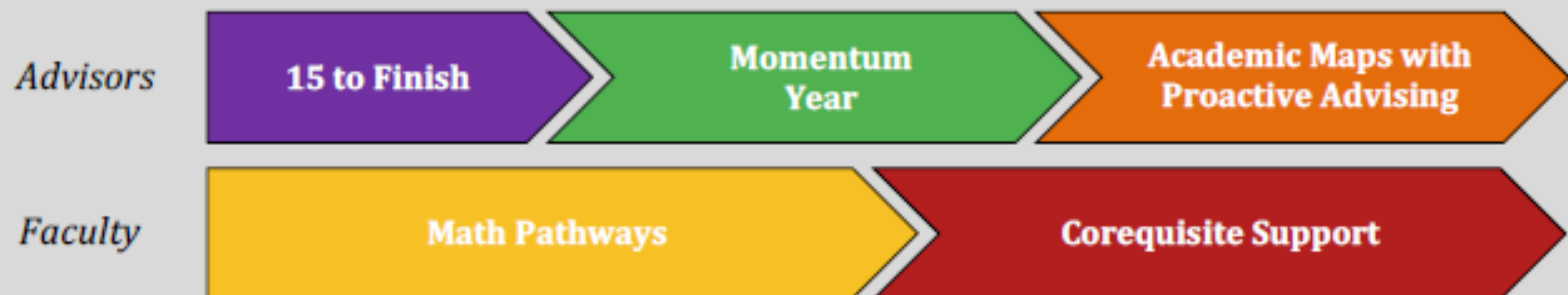 Advisors
15 to Finish
Momentum
Year
Academic Maps with
Proactive Advising
Faculty
Math Pathways
Corequisite Support